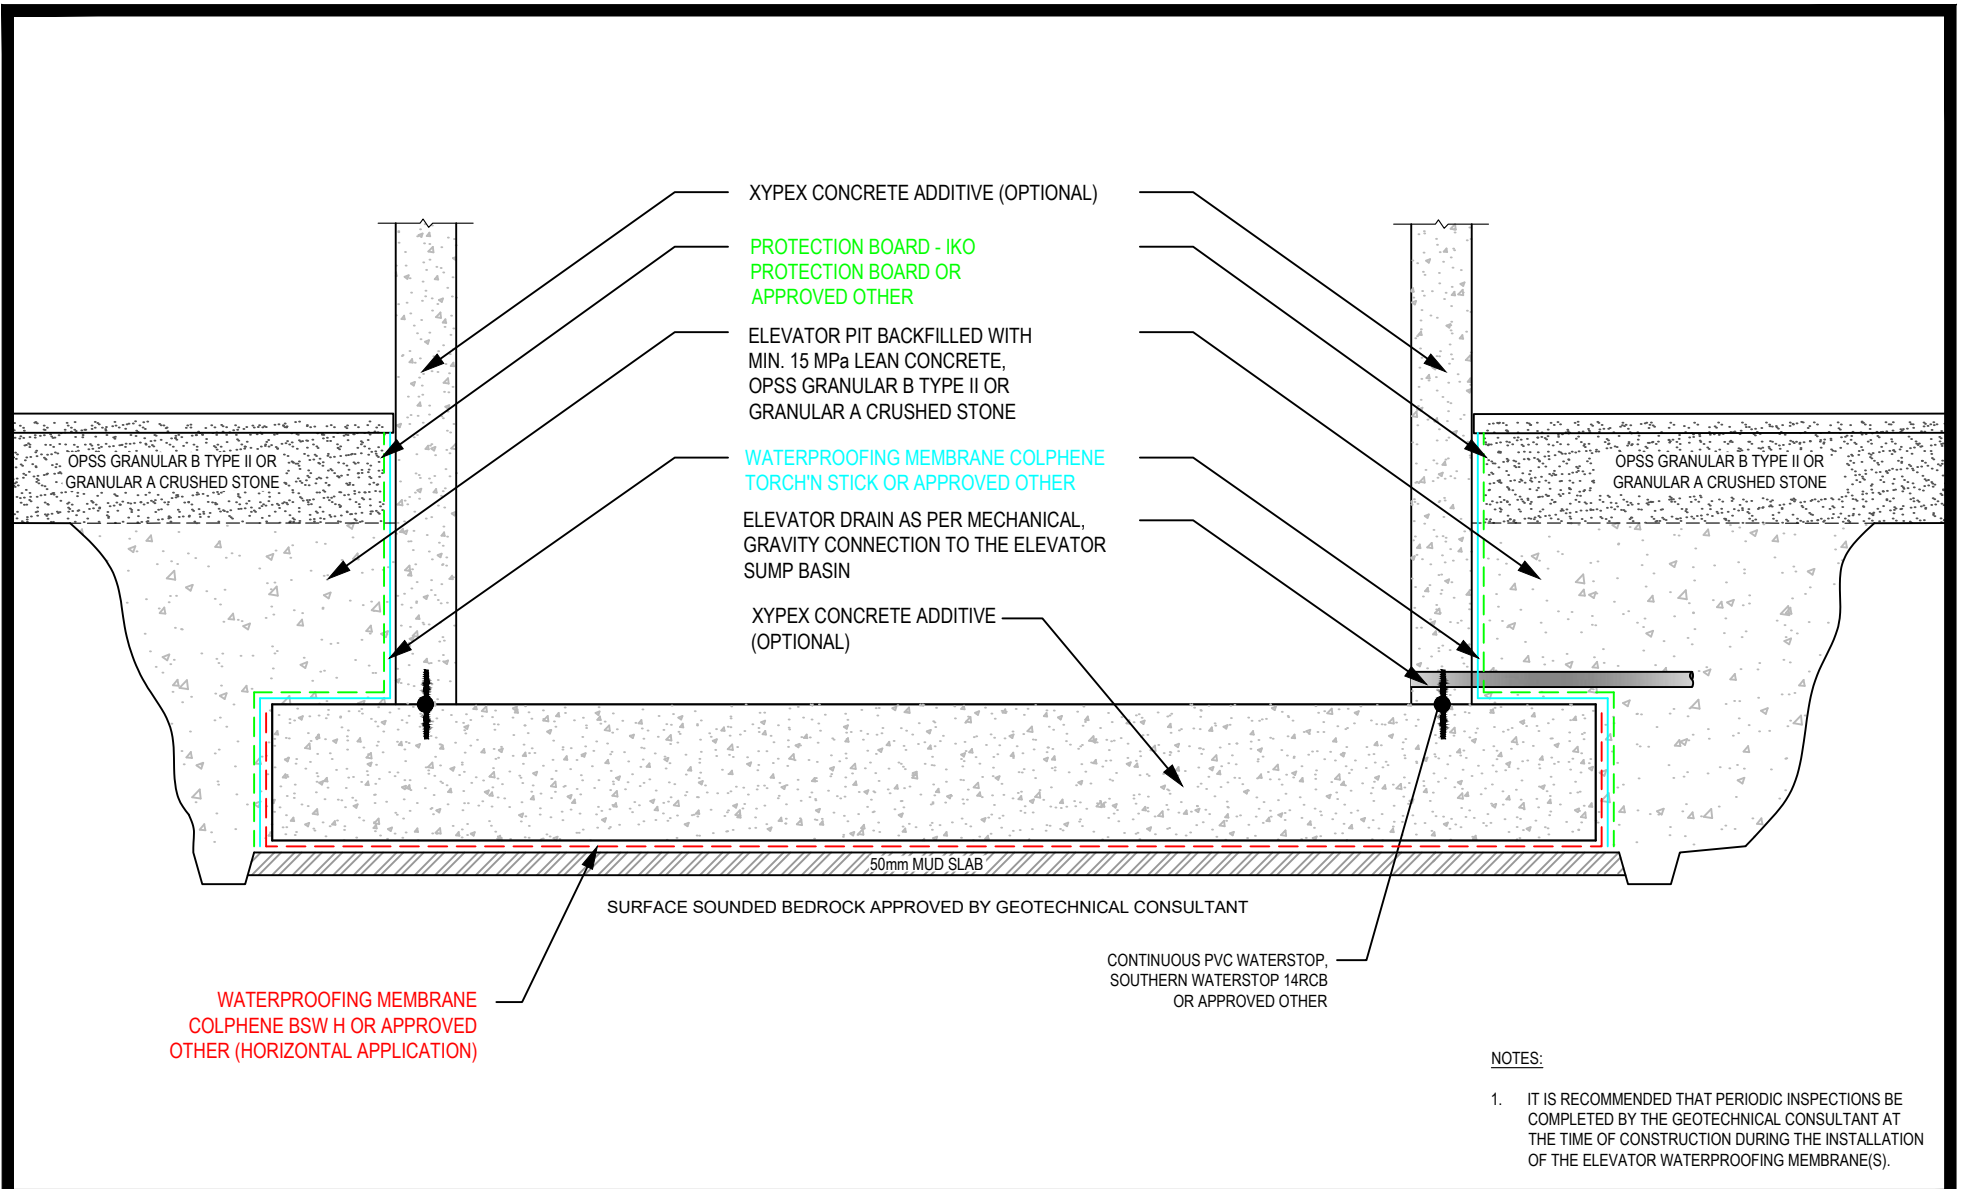 XYPEX CONCRETE ADDITIVE (OPTIONAL)
PROTECTION BOARD - IKO
PROTECTION BOARD OR
APPROVED OTHER
ELEVATOR PIT BACKFILLED WITH
MIN. 15 MPa LEAN CONCRETE,
OPSS GRANULAR B TYPE II OR
GRANULAR A CRUSHED STONE
OPSS GRANULAR B TYPE II OR
GRANULAR A CRUSHED STONE
WATERPROOFING MEMBRANE COLPHENE
TORCH'N STICK OR APPROVED OTHER
OPSS GRANULAR B TYPE II OR
GRANULAR A CRUSHED STONE
ELEVATOR DRAIN AS PER MECHANICAL,
GRAVITY CONNECTION TO THE ELEVATOR
SUMP BASIN
XYPEX CONCRETE ADDITIVE
(OPTIONAL)
50mm MUD SLAB
SURFACE SOUNDED BEDROCK APPROVED BY GEOTECHNICAL CONSULTANT
CONTINUOUS PVC WATERSTOP,
SOUTHERN WATERSTOP 14RCB
OR APPROVED OTHER
WATERPROOFING MEMBRANE
COLPHENE BSW H OR APPROVED
OTHER (HORIZONTAL APPLICATION)
NOTES:
1. IT IS RECOMMENDED THAT PERIODIC INSPECTIONS BE
COMPLETED BY THE GEOTECHNICAL CONSULTANT AT
THE TIME OF CONSTRUCTION DURING THE INSTALLATION
OF THE ELEVATOR WATERPROOFING MEMBRANE(S).